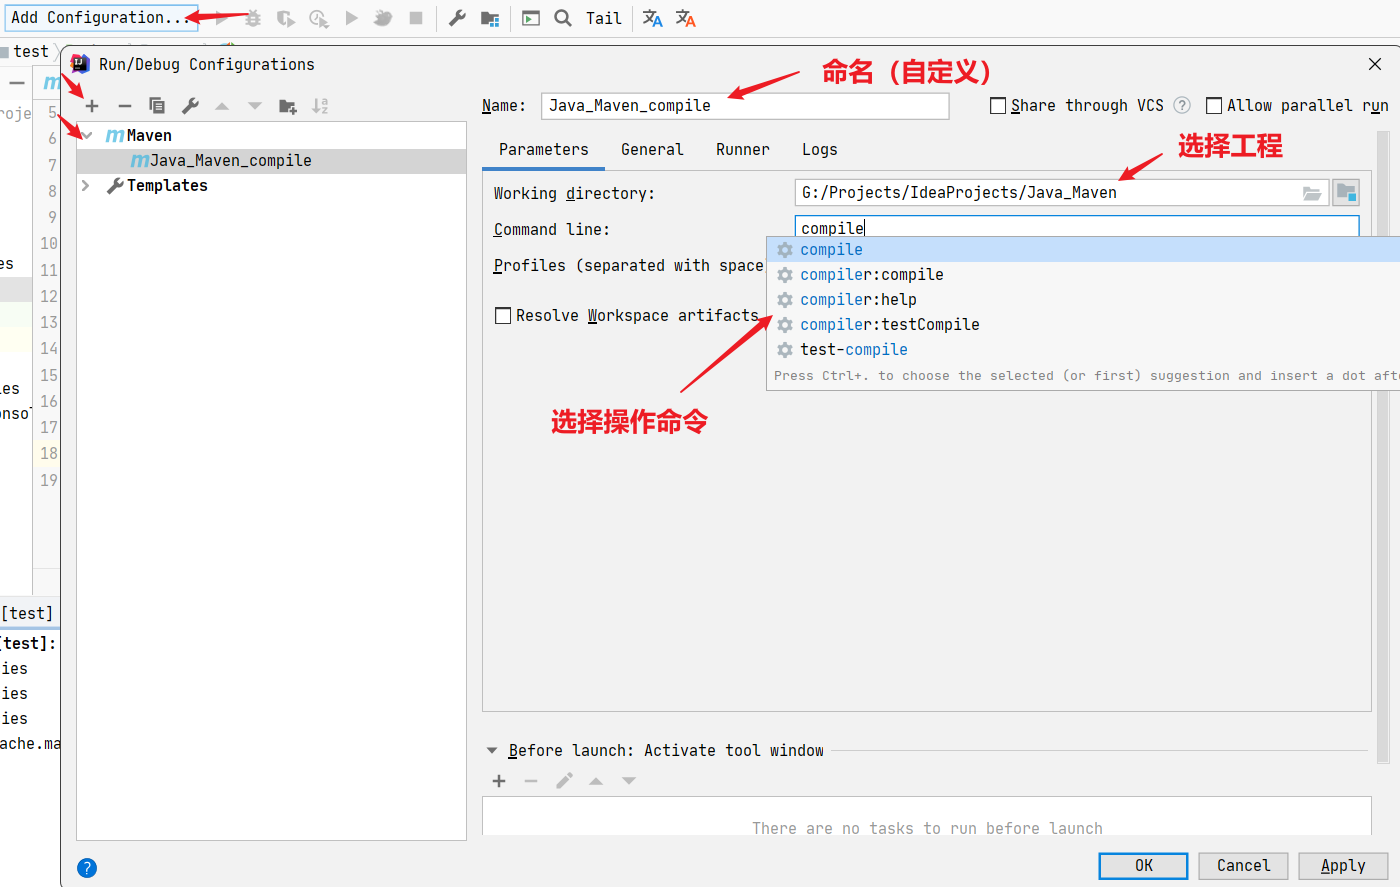 Add Configuration...
Tail
test
Run/Debug Configurations
命名（自定义）
Name:
Java_Maven_compile
Share through VCS
?
Allow parallel run
Maven
Java_Maven_compile
Templates
Parameters
General
Runner
Logs
选择工程
Working directory:
G:/Projects/IdeaProjects/Java_Maven
Command line:
compile
Profiles (separated with space
compile
compiler:compile
compiler:help
compiler:testCompile
test-compile
Press Ctrl+. to choose the selected (or first) suggestion and insert a dot afte
Resolve Workspace artifacts
选择操作命令
roje
5
6
7
8
9
10
11
12
13
14
15
16
17
18
19
es
es
onsol
[test]
[test]:
ies
ies
ies
ache.ma
Before launch: Activate tool window
There are no tasks to run before launch
?
OK
Cancel
Apply